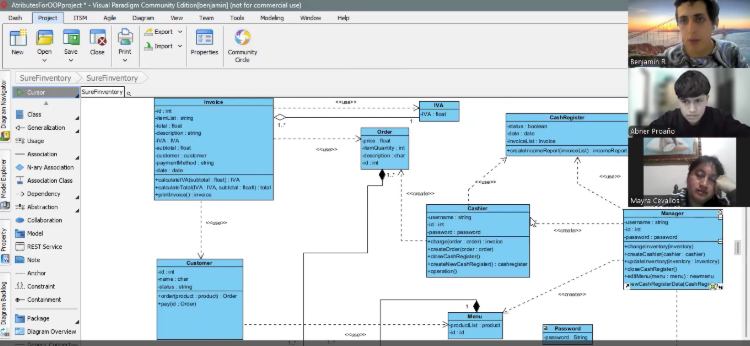 AtributesForOOPproject * - Visual Paradigm Community Edition[benjamin] (not for commercial use)
Dash Project ITSM Agile Diagram View Team Tools Modeling Window Help
New Open Save Close Print Export Import Properties Community Circle
SureFinventory SureFinventory
Cursor
SureFinventory
Class
Generalization
Usage
Association
N-ary Association
Association Class
Dependency
Abstraction
Collaboration
Model
REST Service
Note
Anchor
Constraint
Containment
Package
Diagram Overview
Diagram Navigator
Model Explorer
Property
Diagram Backlog
Invoice
-id : int
-itemList : string
-total : float
-description : string
-IVA : IVA
-subtotal : float
-customer : customer
-paymentMethod : string
-date : date
+calculateIVA(subtotal : float) : IVA
+calculateTotal(IVA : IVA, subtotal : float) : total
+printInvoice() : invoice
<<use>>
1..*
1
IVA
-IVA : float
<<use>>
Order
-price : float
-itemQuantity : int
-description : char
-id : int
1..*
CashRegister
-status : boolean
-date : date
-invoiceList : invoice
<<create>>
<<use>>
Cashier
-username : string
-id : int
-password : password
+charge(order : order) : invoice
+createOrder(order : order)
+closeCashRegister()
+createNewCashRegister() : cashregister
+operation()
<<create>>
<<create>>
Manager
-username : string
-id : int
-password : password
+changeInventory(inventory)
+createCashier(cashier : cashier)
+updateInventory(inventory : inventory)
+closeCashRegister()
+editMenu(menu : menu) : newmenu
<<use>>
Customer
-id : int
-name : char
-status : string
+order(product : product) : Order
+pay(id : Order)
<<use>>
1
Menu
-productList : product
-id : id
<<create>>
Password
-password : String
Benjamin R
Abner Proaño
Mayra Cevallos